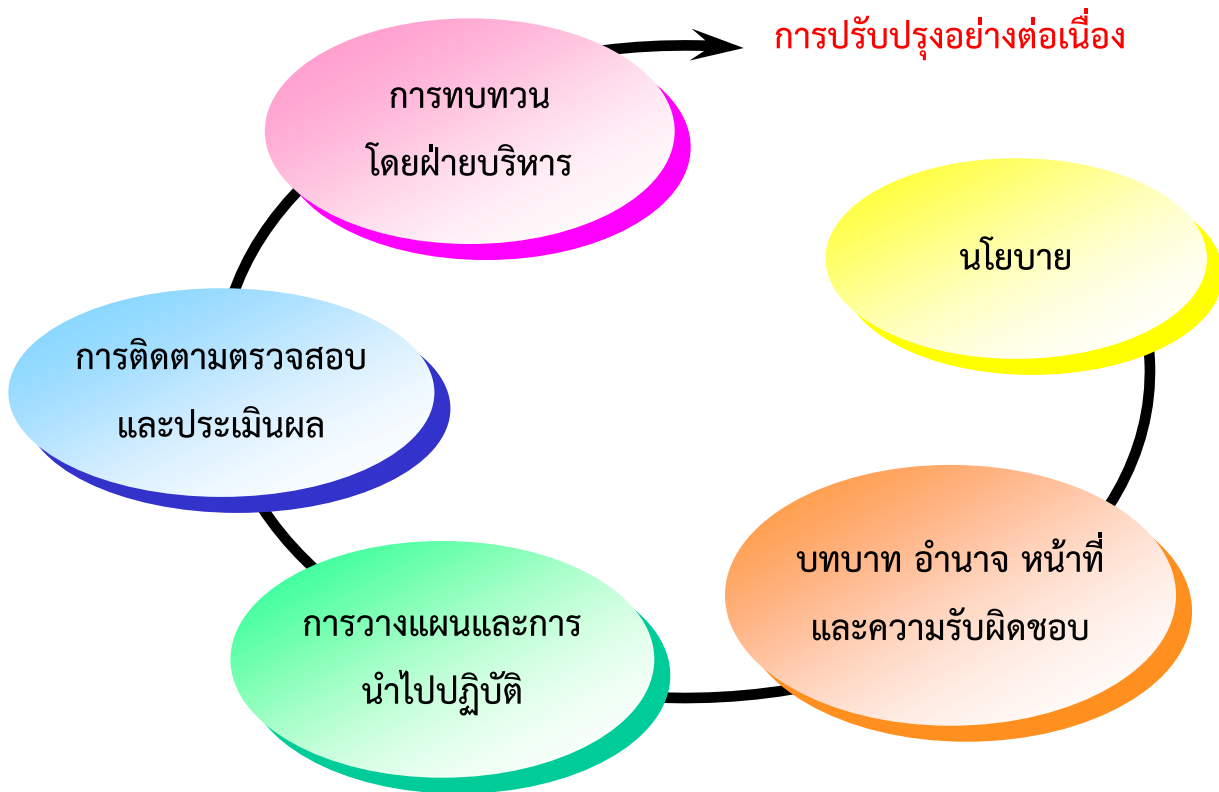 การปรับปรุงอย่างต่อเนื่อง
การทบทวน
โดยฝ่ายบริหาร
นโยบาย
การติดตามตรวจสอบ
และประเมินผล
บทบาท อำนาจ หน้าที่
และความรับผิดชอบ
การวางแผนและการ
นำไปปฏิบัติ